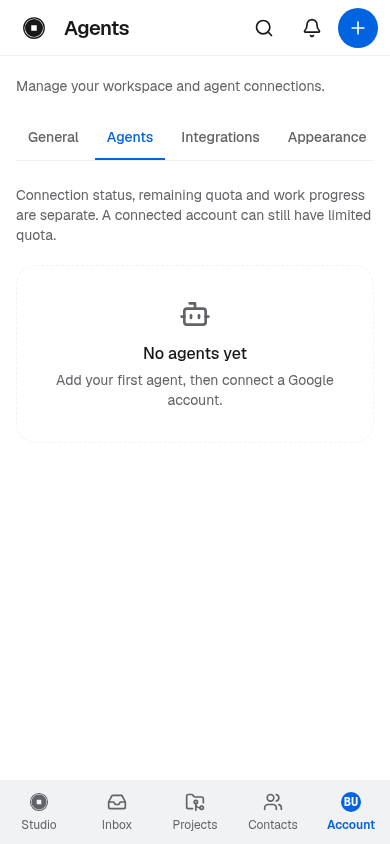 Agents
Manage your workspace and agent connections.
General
Agents
Integrations
Appearance
Connection status, remaining quota and work progress
are separate. A connected account can still have limited
quota.
No agents yet
Add your first agent, then connect a Google
account.
Studio
Inbox
Projects
Contacts
BU
Account